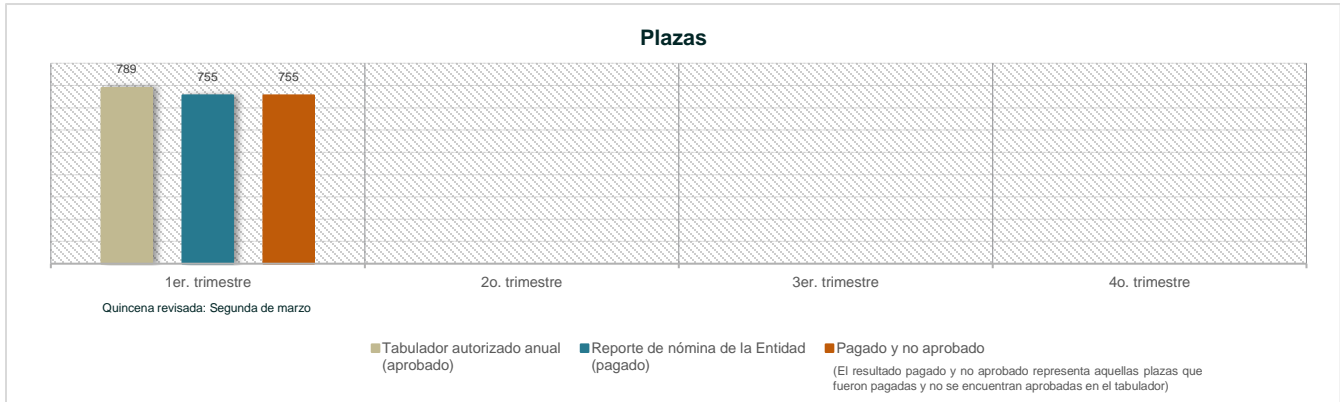 Plazas
789
755
755
1er. trimestre
2o. trimestre
3er. trimestre
4o. trimestre
Quincena revisada: Segunda de marzo
Tabulador autorizado anual
(aprobado)
Reporte de nómina de la Entidad
(pagado)
Pagado y no aprobado
(El resultado pagado y no aprobado representa aquellas plazas que
fueron pagadas y no se encuentran aprobadas en el tabulador)